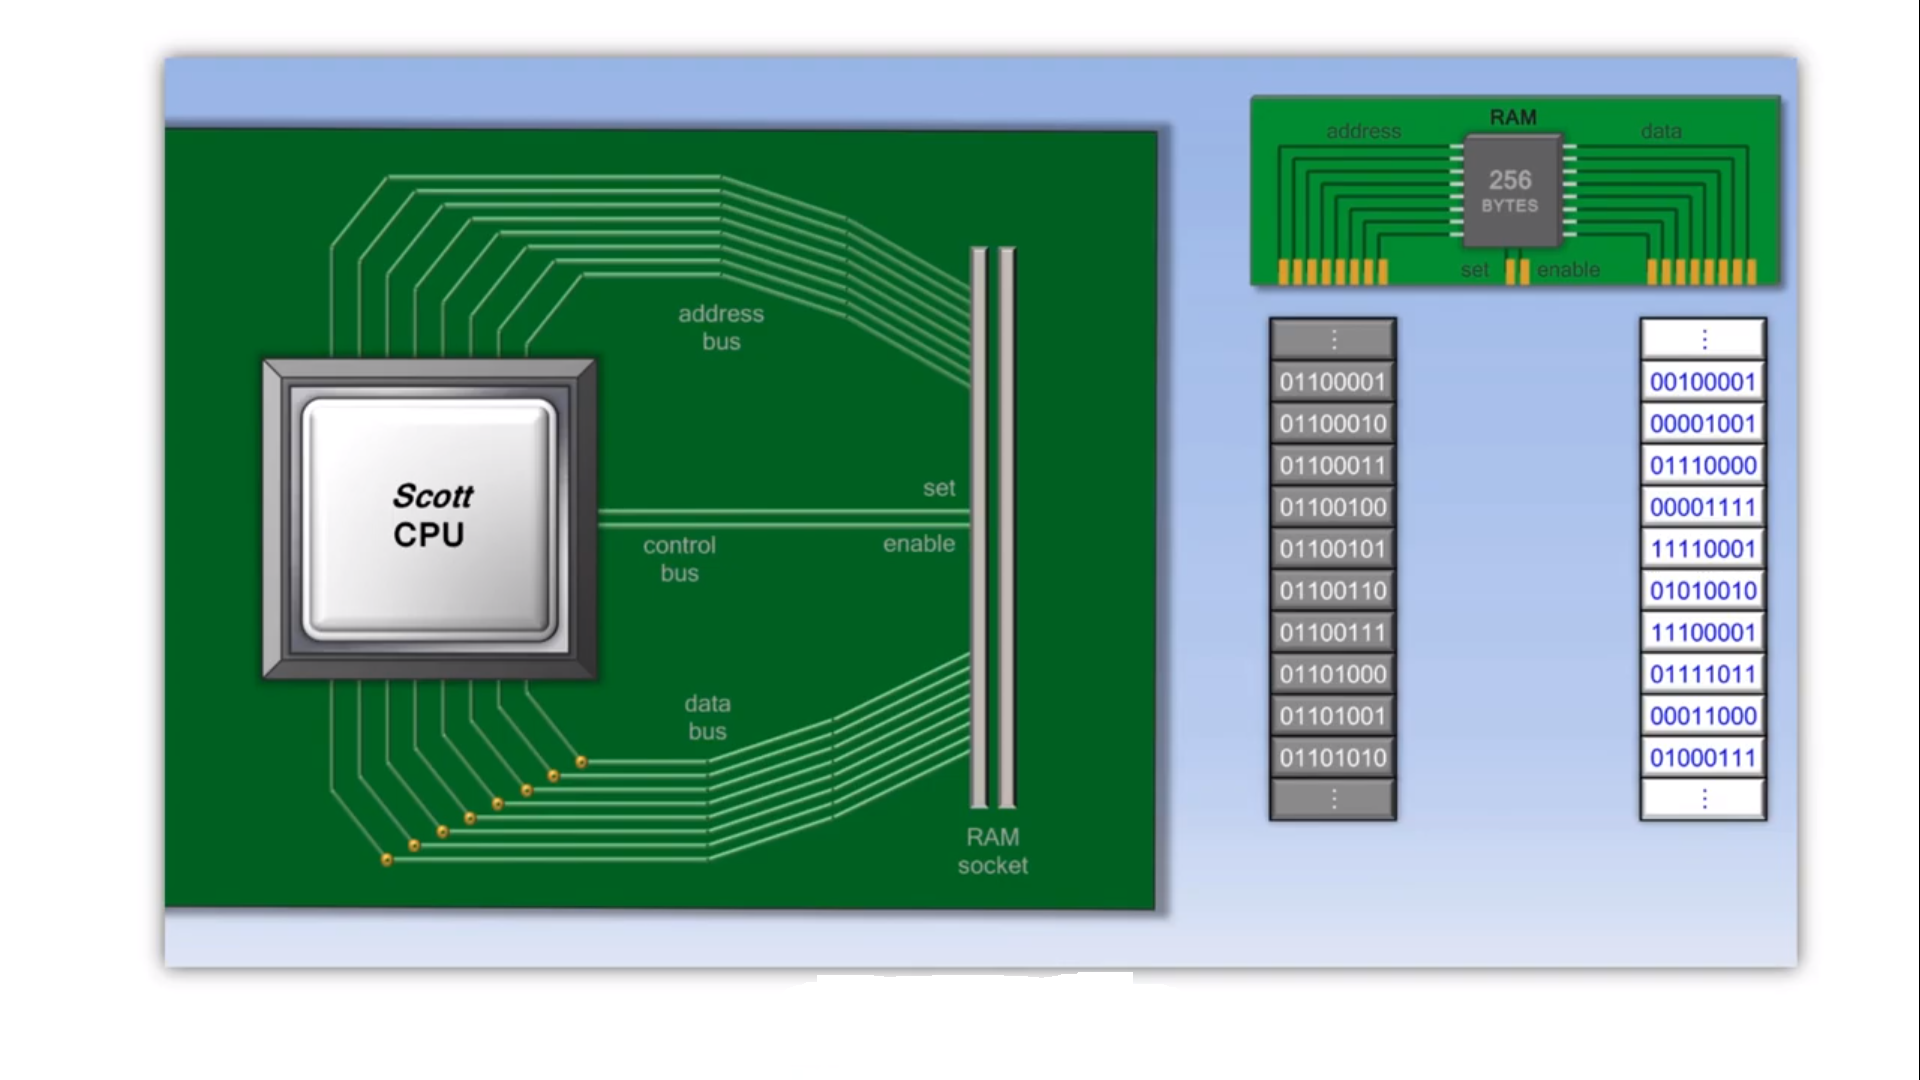 address
bus
Scott
CPU
set
control
bus
enable
data
bus
RAM
socket
RAM
address
data
256
BYTES
set
enable
⋮
01100001
01100010
01100011
01100100
01100101
01100110
01100111
01101000
01101001
01101010
⋮
⋮
00100001
00001001
01110000
00001111
11110001
01010010
11100001
01111011
00011000
01000111
⋮